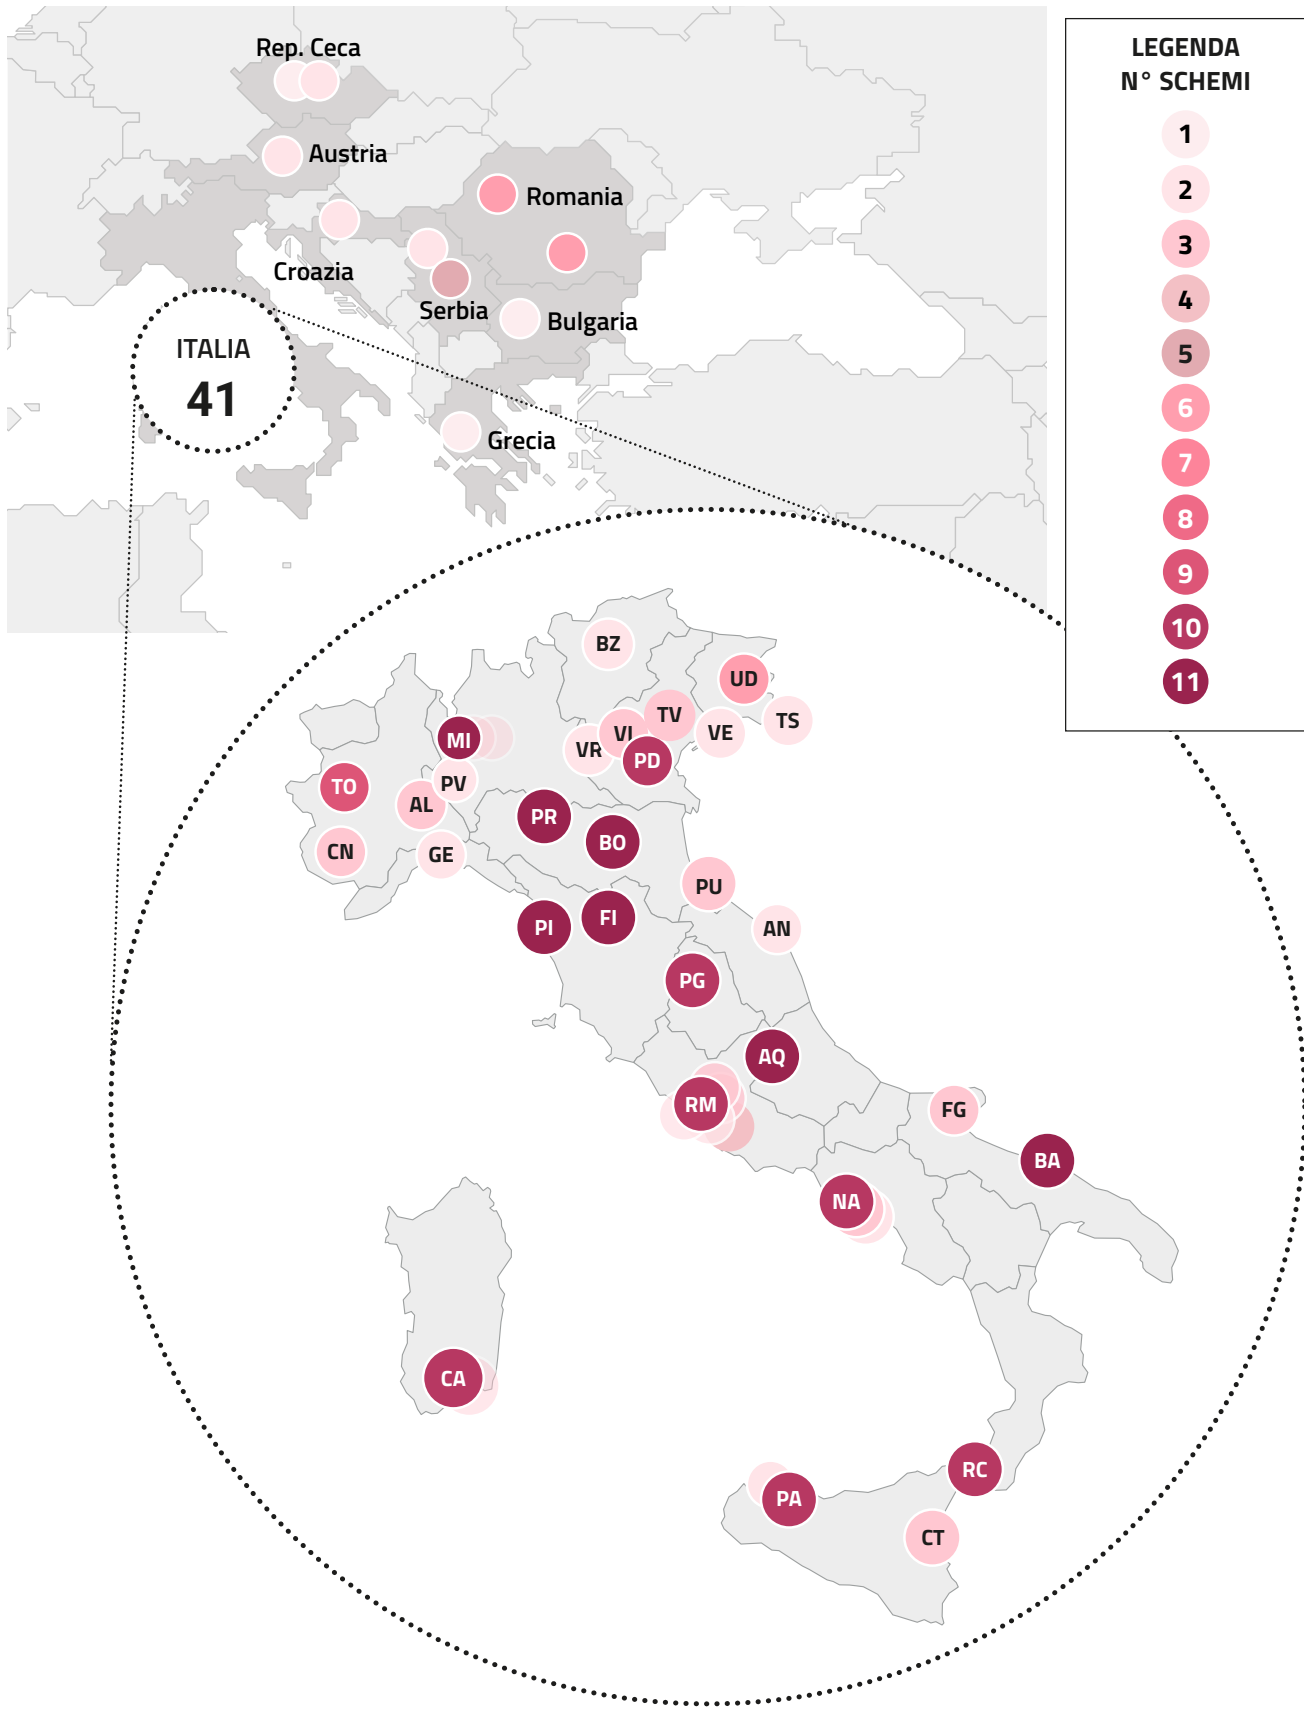 Rep. Ceca
Austria
Romania
Croazia
Serbia
Bulgaria
ITALIA
41
Grecia
LEGENDA
N° SCHEMI
1
2
3
4
5
6
7
8
9
10
11
BZ
UD
TS
TV
VE
VI
VR
PD
MI
PV
TO
AL
CN
GE
PR
BO
PU
AN
PI
FI
PG
AQ
RM
FG
BA
NA
CA
RC
PA
CT